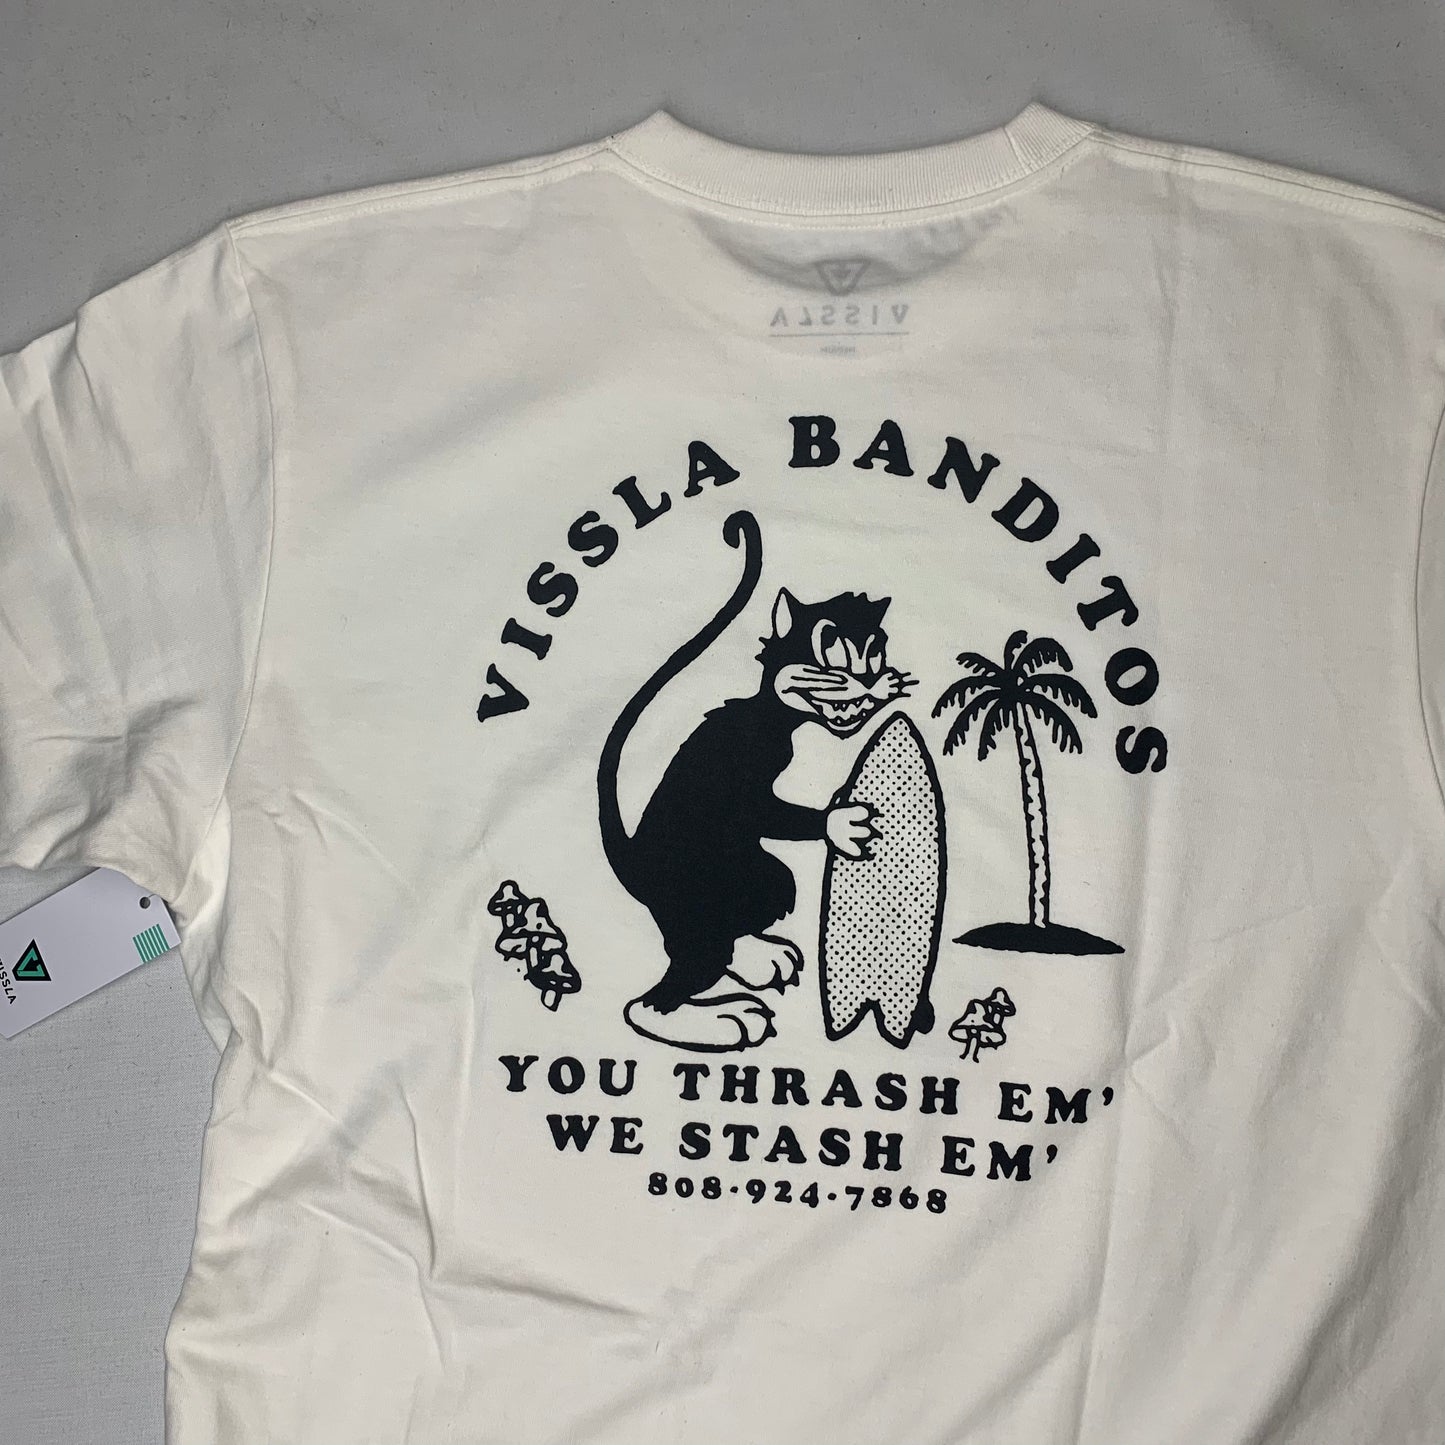 VISSLA
VISSLA BANDITOS
VISSLA
YOU THRASH EM'
WE STASH EM'
808·924·7868